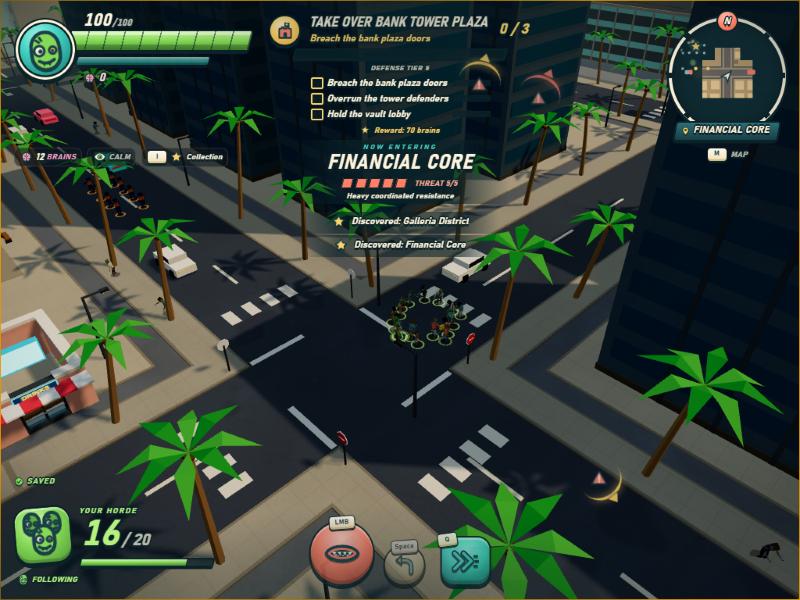 100/100
0
TAKE OVER BANK TOWER PLAZA
0 / 3
Breach the bank plaza doors
DEFENSE TIER 5
Breach the bank plaza doors
Overrun the tower defenders
Hold the vault lobby
Reward: 70 brains
NOW ENTERING
FINANCIAL CORE
THREAT 5/5
Heavy coordinated resistance
Discovered: Galleria District
Discovered: Financial Core
12 BRAINS
CALM
I
Collection
N
FINANCIAL CORE
M
MAP
SAVED
YOUR HORDE
16/20
FOLLOWING
LMB
Space
Q